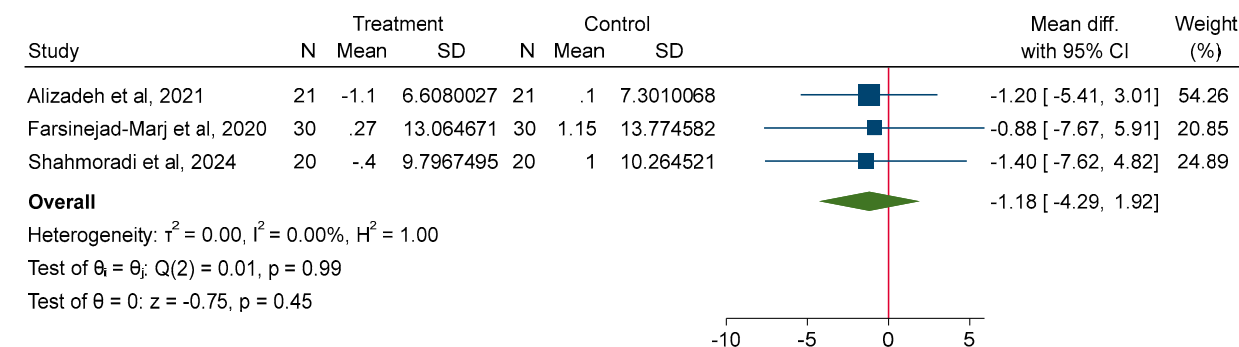 Treatment Control Mean diff. Weight
Study N Mean SD N Mean SD with 95% CI (%)
Alizadeh et al, 2021 21 -1.1 6.6080027 21 .1 7.3010068 -1.20 [ -5.41, 3.01] 54.26
Farsinejad-Marj et al, 2020 30 .27 13.064671 30 1.15 13.774582 -0.88 [ -7.67, 5.91] 20.85
Shahmoradi et al, 2024 20 -.4 9.7967495 20 1 10.264521 -1.40 [ -7.62, 4.82] 24.89
Overall -1.18 [ -4.29, 1.92]
Heterogeneity: τ² = 0.00, I² = 0.00%, H² = 1.00
Test of θᵢ = θⱼ: Q(2) = 0.01, p = 0.99
Test of θ = 0: z = -0.75, p = 0.45
-10 -5 0 5